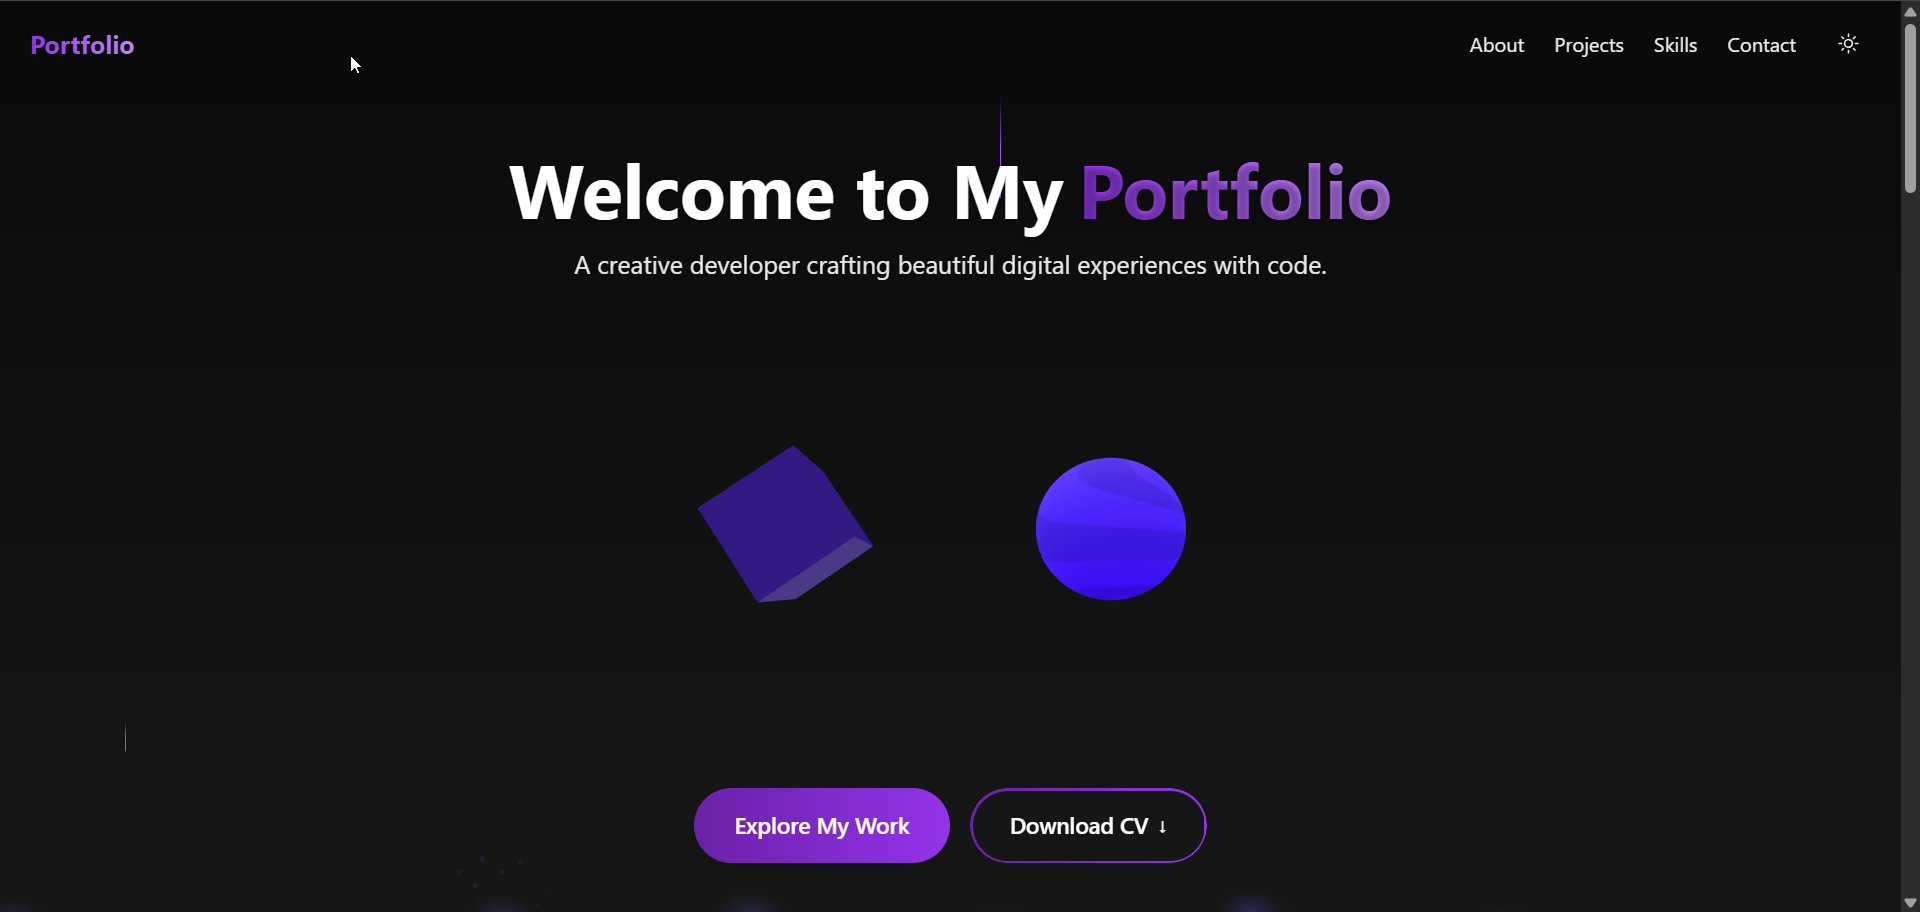 Portfolio
About Projects Skills Contact
Welcome to My Portfolio
A creative developer crafting beautiful digital experiences with code.
Explore My Work
Download CV ↓